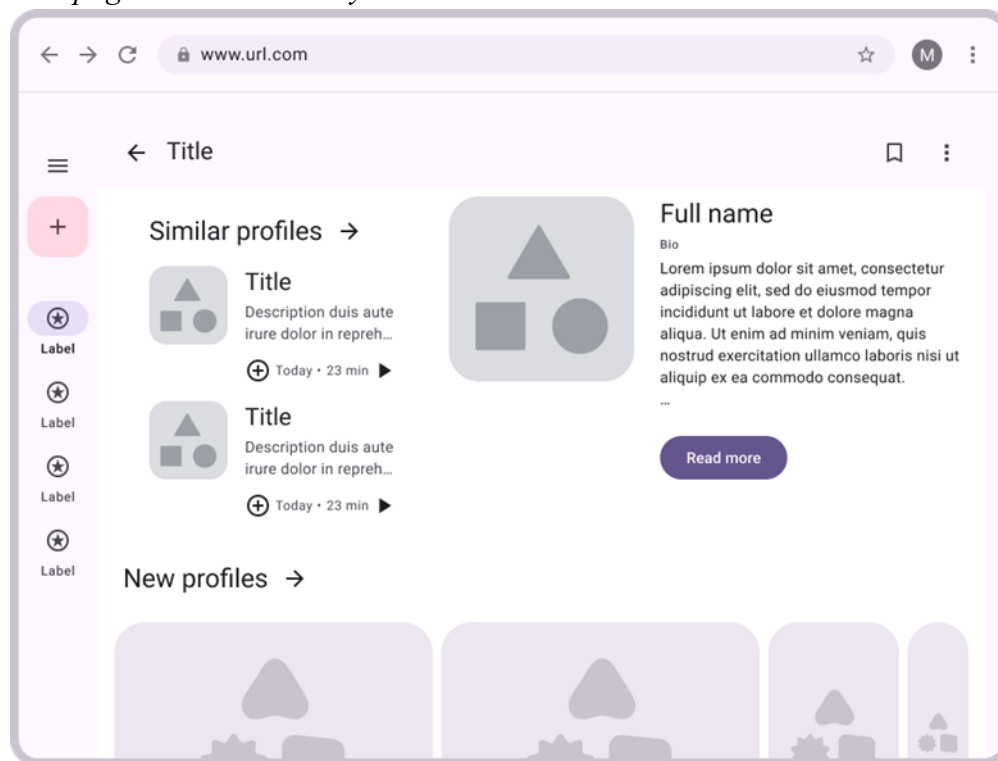 www.url.com
M
Title
Similar profiles
Title
Description duis aute
irure dolor in repreh...
Today • 23 min
Title
Description duis aute
irure dolor in repreh...
Today • 23 min
Full name
Bio
Lorem ipsum dolor sit amet, consectetur
adipiscing elit, sed do eiusmod tempor
incididunt ut labore et dolore magna
aliqua. Ut enim ad minim veniam, quis
nostrud exercitation ullamco laboris nisi ut
aliquip ex ea commodo consequat.
...
Read more
Label
Label
Label
Label
New profiles